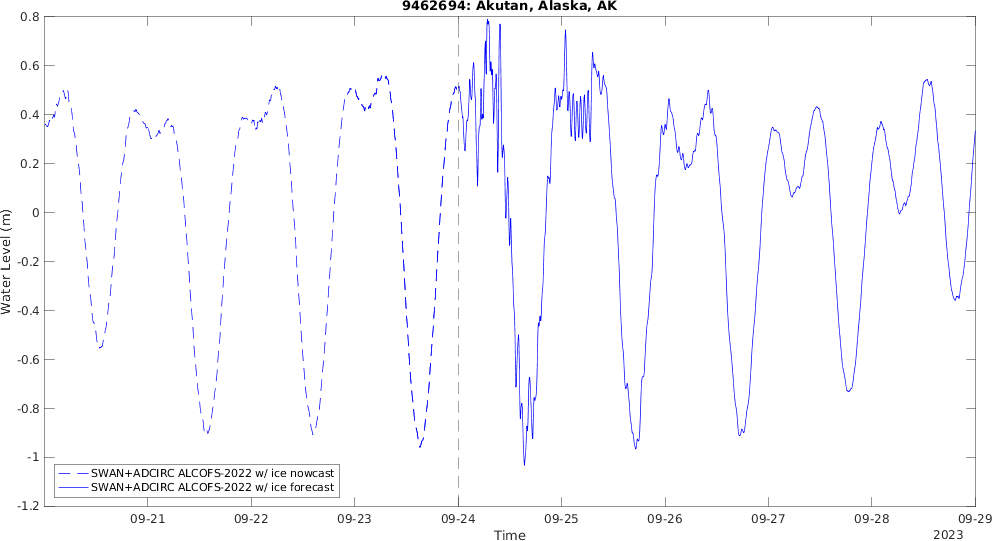 9462694: Akutan, Alaska, AK
0.8
0.6
0.4
0.2
0
-0.2
-0.4
-0.6
-0.8
-1
-1.2
Water Level (m)
SWAN+ADCIRC ALCOFS-2022 w/ ice nowcast
SWAN+ADCIRC ALCOFS-2022 w/ ice forecast
09-21 09-22 09-23 09-24 09-25 09-26 09-27 09-28 09-29
Time
2023